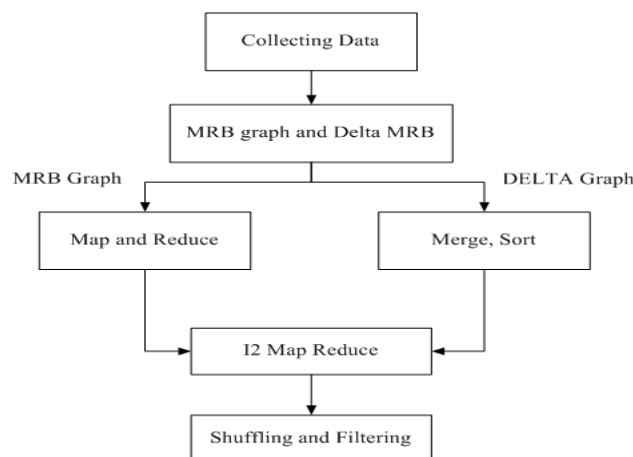 Collecting Data
MRB graph and Delta MRB
MRB Graph
DELTA Graph
Map and Reduce
Merge, Sort
I2 Map Reduce
Shuffling and Filtering